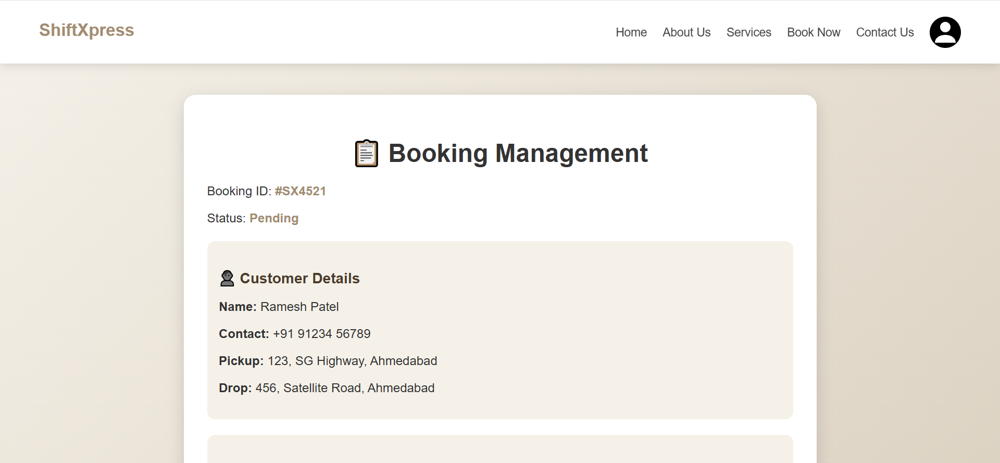 ShiftXpress
Home About Us Services Book Now Contact Us
Booking Management
Booking ID: #SX4521
Status: Pending
Customer Details
Name: Ramesh Patel
Contact: +91 91234 56789
Pickup: 123, SG Highway, Ahmedabad
Drop: 456, Satellite Road, Ahmedabad